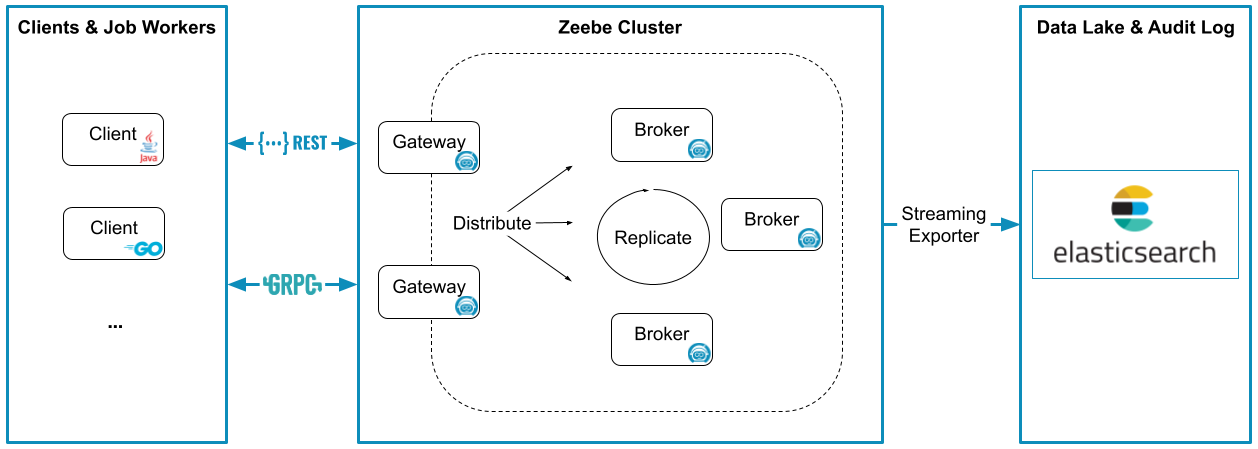 Clients & Job Workers
Client
Java
Client
GO
...
{...} REST
GRPC
Zeebe Cluster
Gateway
Gateway
Distribute
Broker
Replicate
Broker
Broker
Streaming
Exporter
Data Lake & Audit Log
elasticsearch